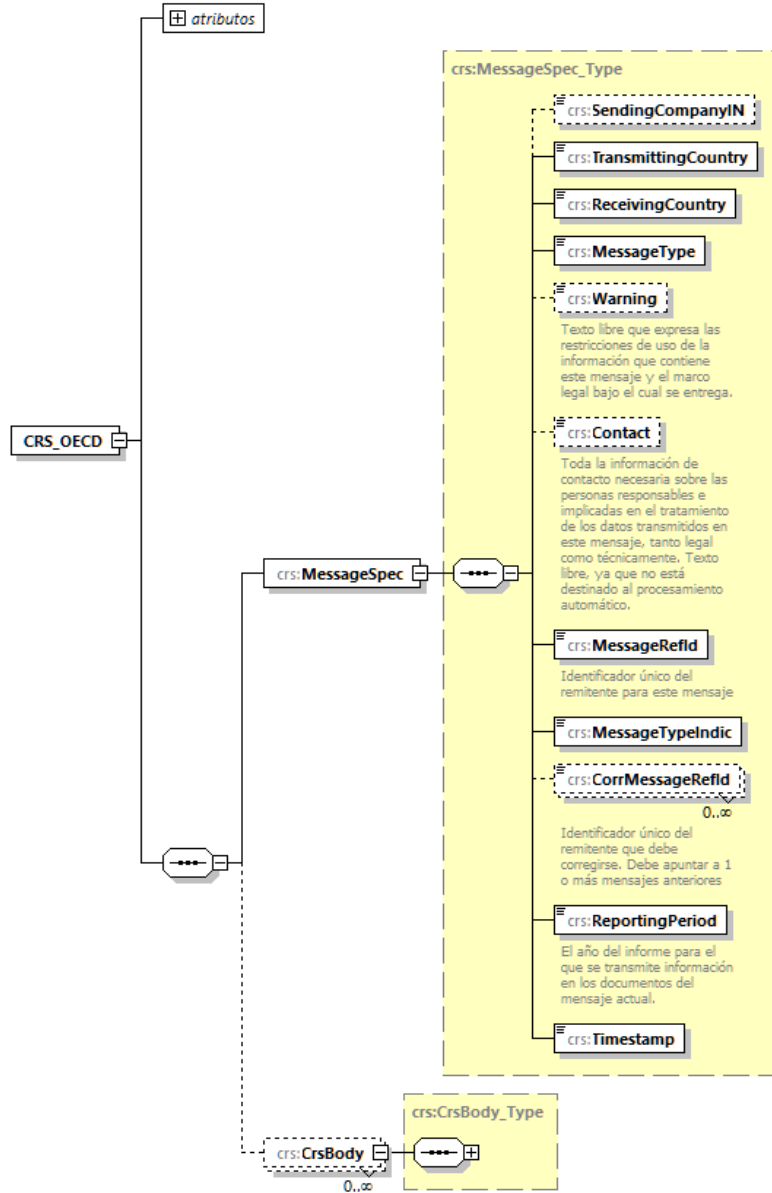 atributos
crs:MessageSpec_Type
crs:SendingCompanyIN
crs:TransmittingCountry
crs:ReceivingCountry
crs:MessageType
crs:Warning
Texto libre que expresa las
restricciones de uso de la
información que contiene
este mensaje y el marco
legal bajo el cual se entrega.
CRS_OECD
crs:Contact
Toda la información de
contacto necesaria sobre las
personas responsables e
implicadas en el tratamiento
de los datos transmitidos en
este mensaje, tanto legal
como técnicamente. Texto
libre, ya que no está
destinado al procesamiento
automático.
crs:MessageSpec
crs:MessageRefId
Identificador único del
remitente para este mensaje
crs:MessageTypeIndic
crs:CorrMessageRefId
0..∞
Identificador único del
remitente que debe
corregirse. Debe apuntar a 1
o más mensajes anteriores
crs:ReportingPeriod
El año del informe para el
que se transmite información
en los documentos del
mensaje actual.
crs:Timestamp
crs:CrsBody_Type
crs:CrsBody
0..∞